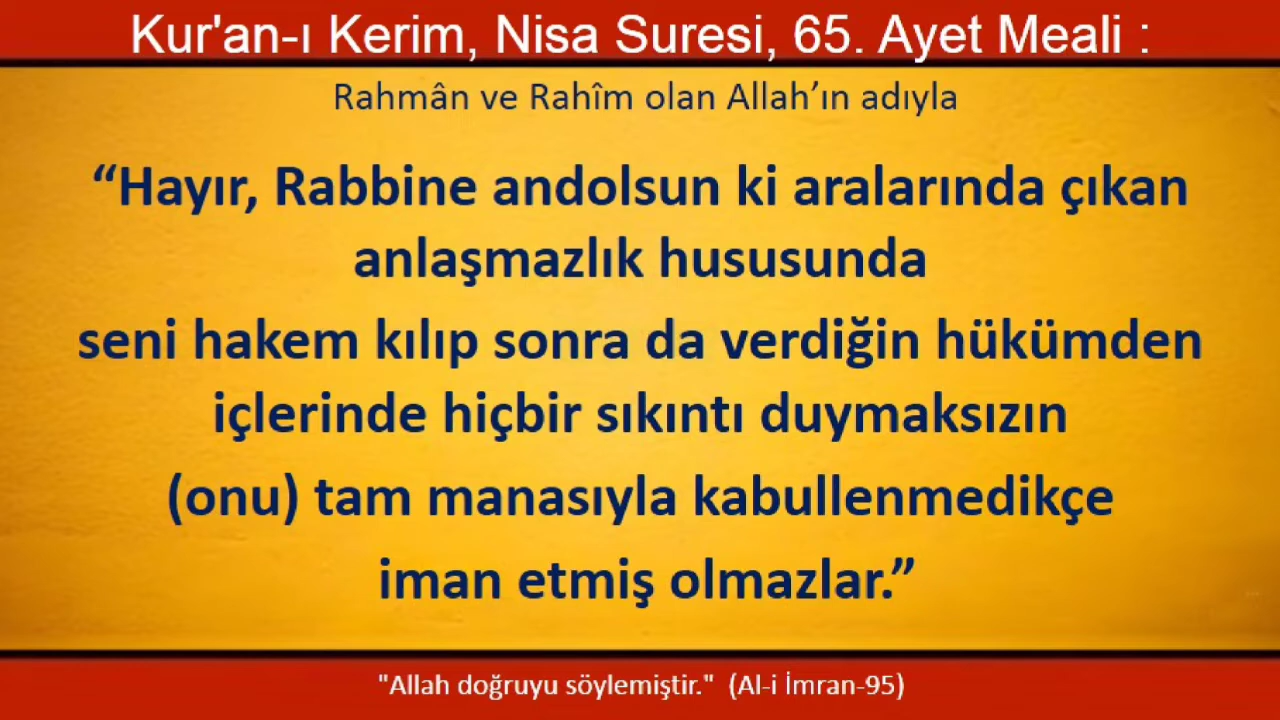 Kur'an-ı Kerim, Nisa Suresi, 65. Ayet Meali :
Rahmân ve Rahîm olan Allah’ın adıyla
“Hayır, Rabbine andolsun ki aralarında çıkan
anlaşmazlık hususunda
seni hakem kılıp sonra da verdiğin hükümden
içlerinde hiçbir sıkıntı duymaksızın
(onu) tam manasıyla kabullenmedikçe
iman etmiş olmazlar.”
"Allah doğruyu söylemiştir." (Al-i İmran-95)